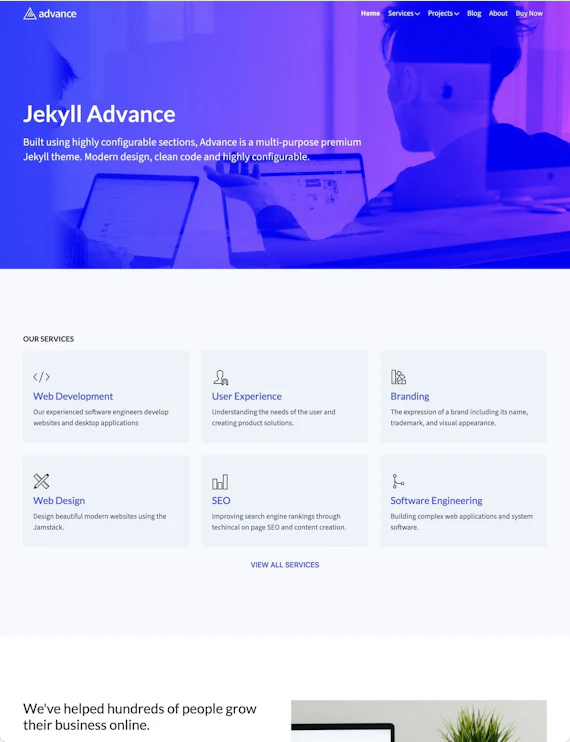 advance
Home Services Projects Blog About Buy Now
Jekyll Advance
Built using highly configurable sections, Advance is a multi-purpose premium
Jekyll theme. Modern design, clean code and highly configurable.
OUR SERVICES
Web Development
Our experienced software engineers develop
websites and desktop applications
User Experience
Understanding the needs of the user and
creating product solutions.
Branding
The expression of a brand including its name,
trademark, and visual appearance.
Web Design
Design beautiful modern websites using the
Jamstack.
SEO
Improving search engine rankings through
techincal on page SEO and content creation.
Software Engineering
Building complex web applications and system
software.
VIEW ALL SERVICES
We've helped hundreds of people grow
their business online.